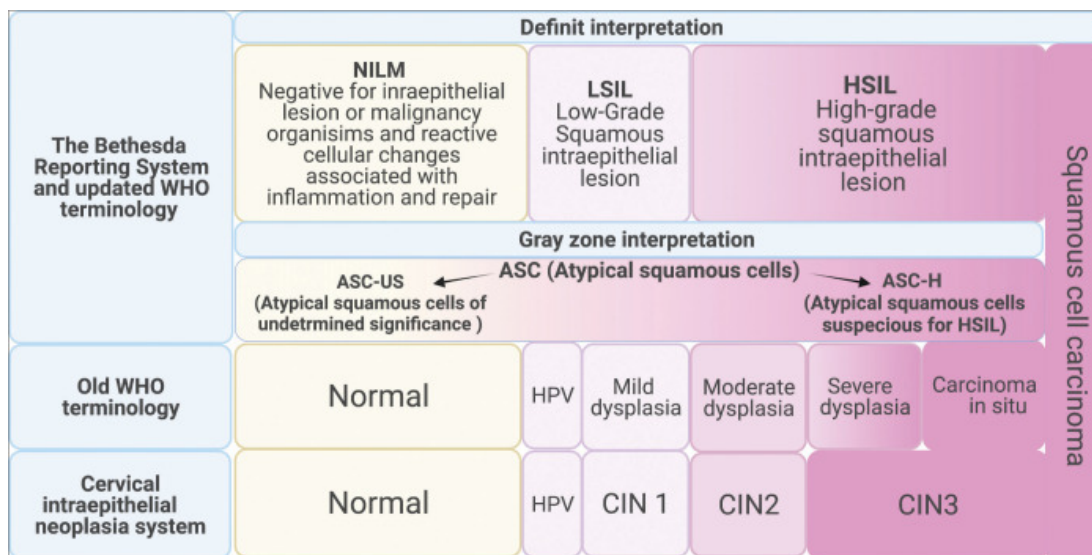 Definit interpretation
The Bethesda
Reporting System
and updated WHO
terminology
NILM
Negative for inraepithelial
lesion or malignancy
organisims and reactive
cellular changes
associated with
inflammation and repair
LSIL
Low-Grade
Squamous
intraepithelial
lesion
HSIL
High-grade
squamous
intraepithelial
lesion
Squamous cell carcinoma
Gray zone interpretation
ASC (Atypical squamous cells)
ASC-US
(Atypical squamous cells of
undetrmined significance )
ASC-H
(Atypical squamous cells
suspecious for HSIL)
Old WHO
terminology
Normal
HPV
Mild
dysplasia
Moderate
dysplasia
Severe
dysplasia
Carcinoma
in situ
Cervical
intraepithelial
neoplasia system
Normal
HPV
CIN 1
CIN2
CIN3